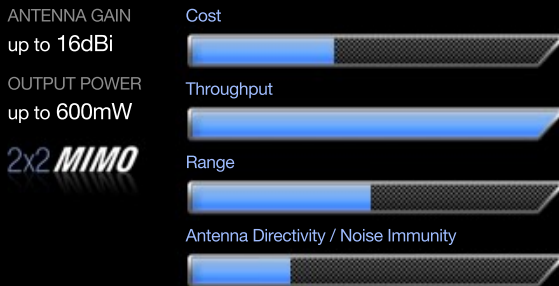 ANTENNA GAIN
up to 16dBi
OUTPUT POWER
up to 600mW
2x2 MIMO
Cost
Throughput
Range
Antenna Directivity / Noise Immunity